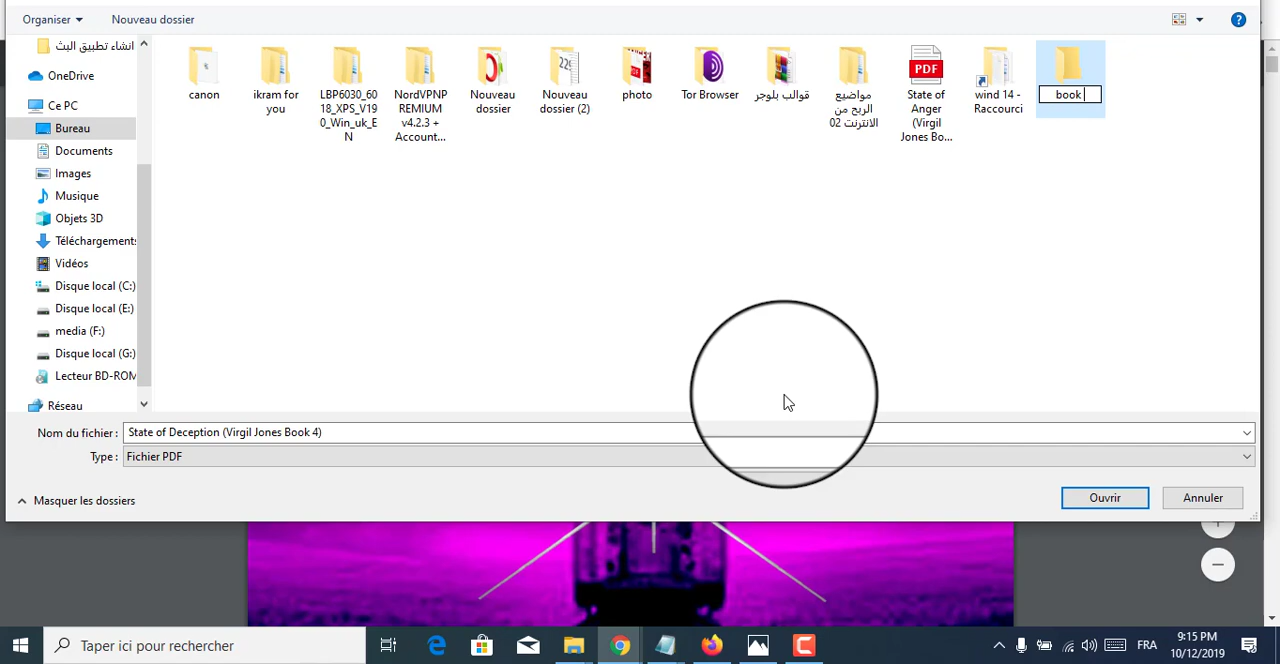 Organiser
Nouveau dossier
انشاء تطبيق البث
OneDrive
Ce PC
Bureau
Documents
Images
Musique
Objets 3D
Téléchargements
Vidéos
Disque local (C:)
Disque local (E:)
media (F:)
Disque local (G:)
Lecteur BD-ROM
Réseau
canon
ikram for
you
LBP6030_60
18_XPS_V19
0_Win_uk_E
N
NordVPNP
REMIUM
v4.2.3 +
Account...
Nouveau
dossier
Nouveau
dossier (2)
photo
Tor Browser
قوالب بلوجر
مواضيع
الربح من
الانترنت 02
PDF
State of
Anger
(Virgil
Jones Bo...
wind 14 -
Raccourci
book
Nom du fichier :
State of Deception (Virgil Jones Book 4)
Type :
Fichier PDF
Masquer les dossiers
Ouvrir
Annuler
Taper ici pour rechercher
FRA
9:15 PM
10/12/2019